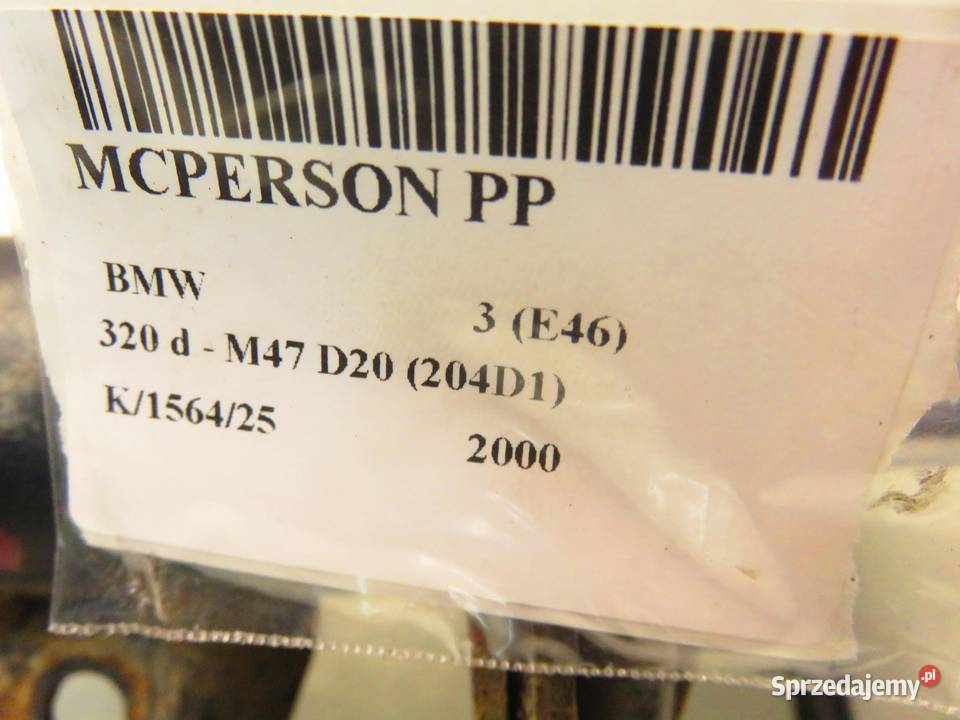 MCPERSON PP
BMW
3 (E46)
320 d - M47 D20 (204D1)
K/1564/25
2000
Sprzedajemy.pl